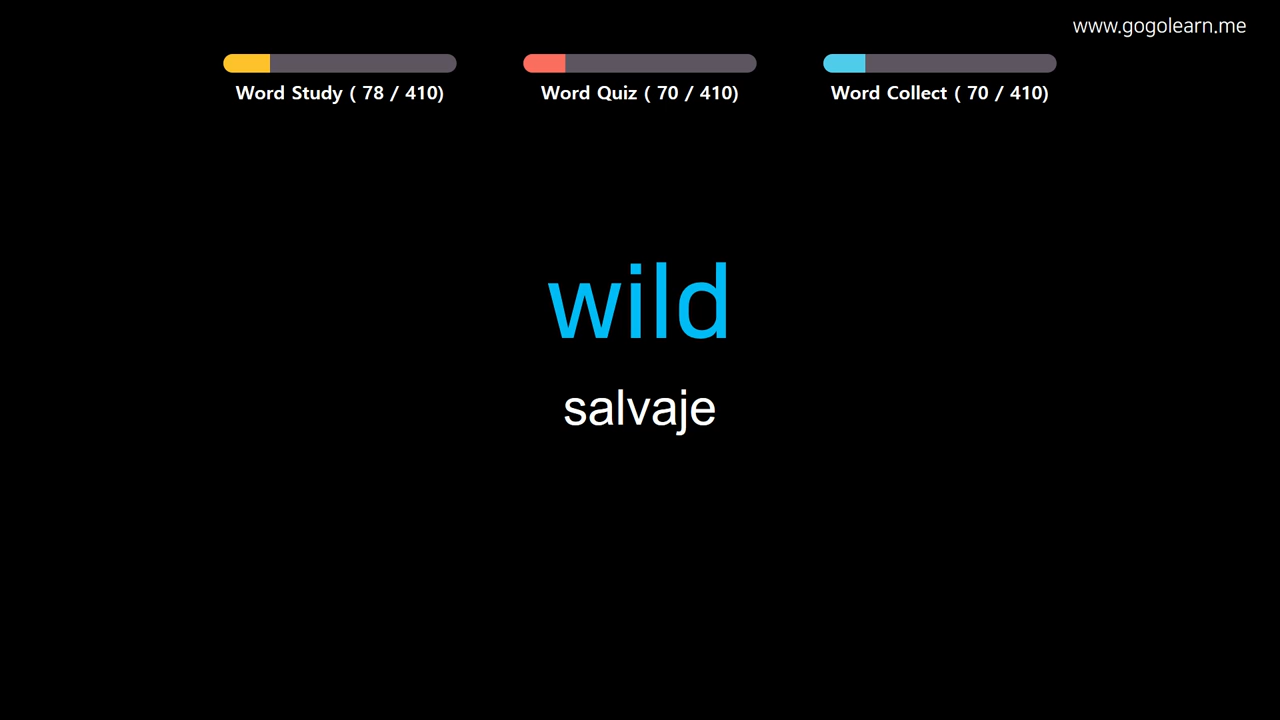 www.gogolearn.me
Word Study ( 78 / 410)
Word Quiz ( 70 / 410)
Word Collect ( 70 / 410)
wild
salvaje